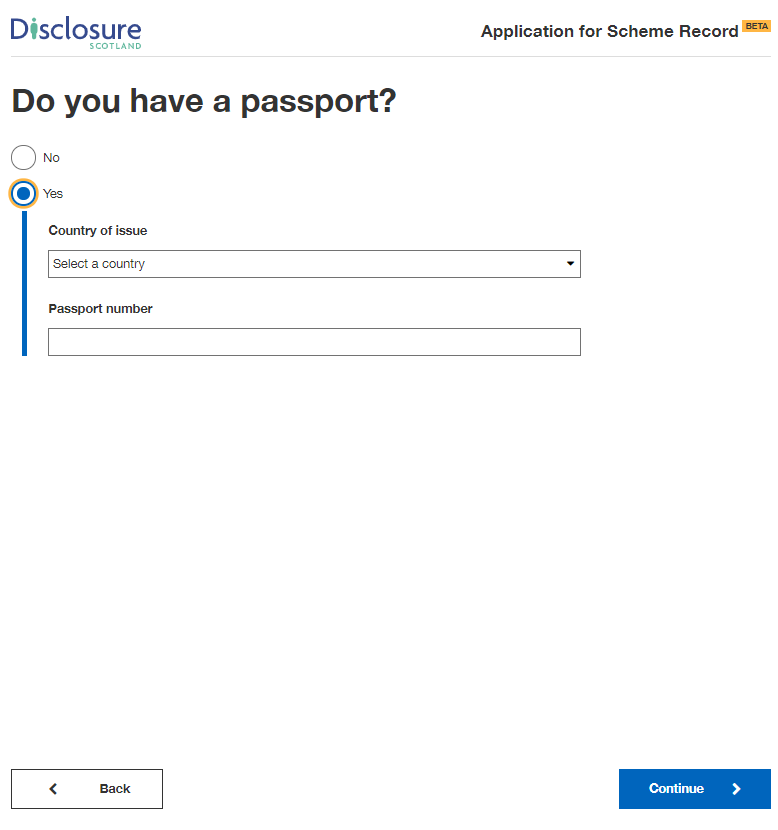 Disclosure
SCOTLAND
Application for Scheme Record BETA
Do you have a passport?
No
Yes
Country of issue
Select a country
Passport number
Back
Continue